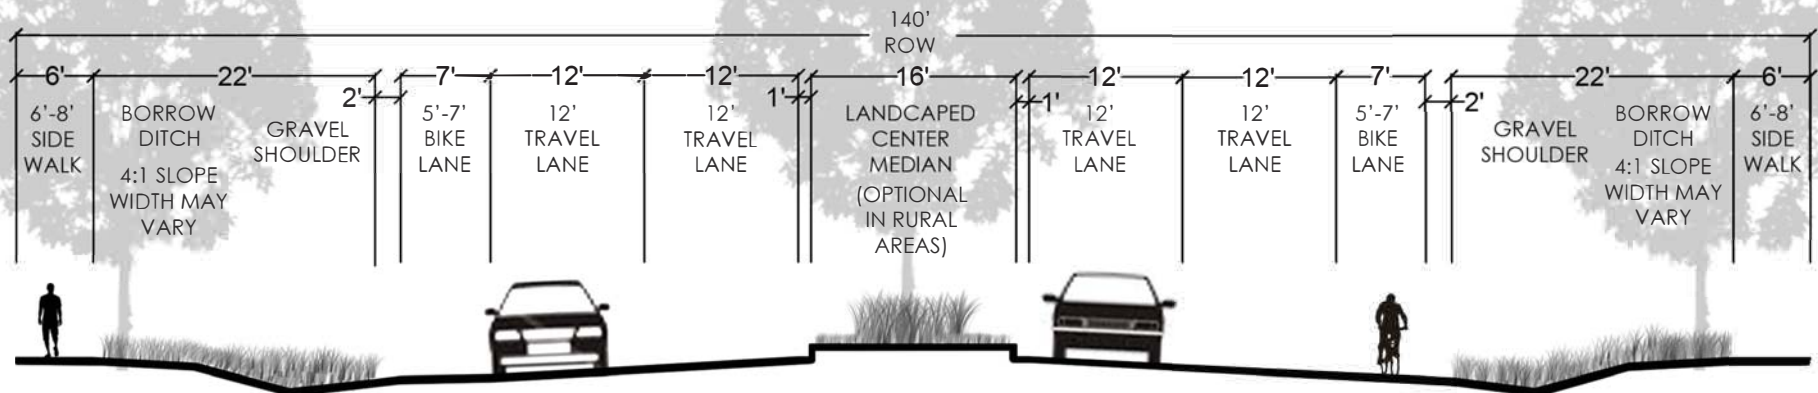 140’
ROW
6' 22' 2' 7' 12' 12' 1' 16' 1' 12' 12' 7' 2' 22' 6'
6’-8’
SIDE
WALK
BORROW
DITCH
4:1 SLOPE
WIDTH MAY
VARY
GRAVEL
SHOULDER
5’-7’
BIKE
LANE
12’
TRAVEL
LANE
12’
TRAVEL
LANE
LANDSCAPED
CENTER
MEDIAN
(OPTIONAL
IN RURAL
AREAS)
12’
TRAVEL
LANE
12’
TRAVEL
LANE
5’-7’
BIKE
LANE
GRAVEL
SHOULDER
BORROW
DITCH
4:1 SLOPE
WIDTH MAY
VARY
6’-8’
SIDE
WALK